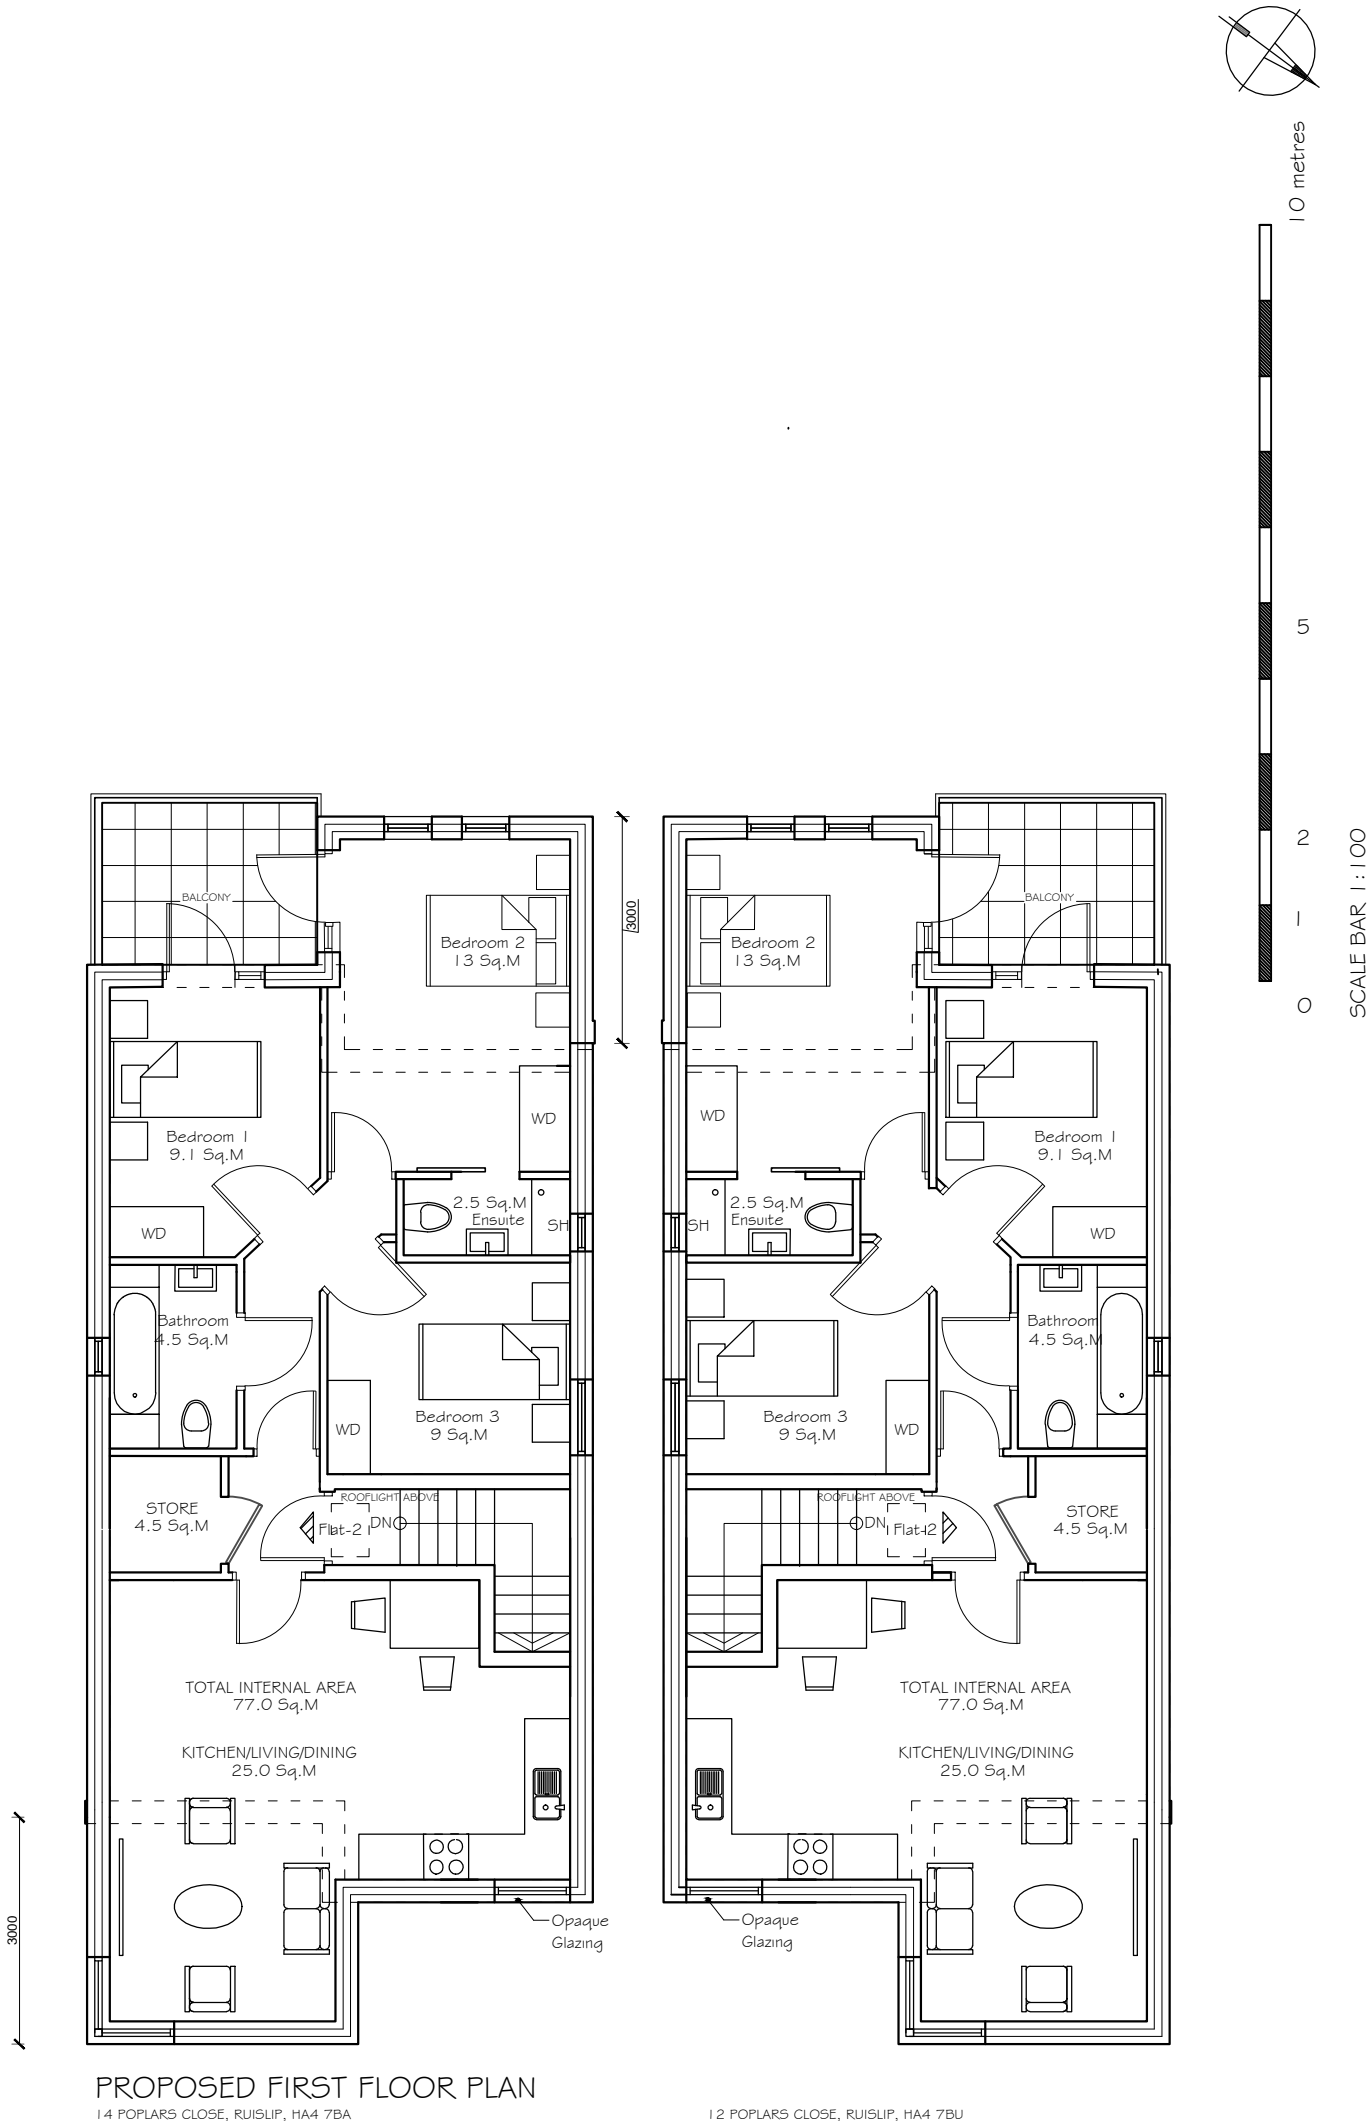 10 metres
5
2
1
0
SCALE BAR 1:100
BALCONY
Bedroom 2
13 Sq.M
3000
Bedroom 2
13 Sq.M
BALCONY
Bedroom 1
9.1 Sq.M
WD
WD
WD
Bedroom 1
9.1 Sq.M
WD
2.5 Sq.M
Ensuite
SH
SH
2.5 Sq.M
Ensuite
Bathroom
4.5 Sq.M
Bathroom
4.5 Sq.M
WD
Bedroom 3
9 Sq.M
Bedroom 3
9 Sq.M
WD
STORE
4.5 Sq.M
ROOFLIGHT ABOVE
Flat-2
DN
ROOFLIGHT ABOVE
DN
Flat-2
STORE
4.5 Sq.M
TOTAL INTERNAL AREA
77.0 Sq.M
KITCHEN/LIVING/DINING
25.0 Sq.M
TOTAL INTERNAL AREA
77.0 Sq.M
KITCHEN/LIVING/DINING
25.0 Sq.M
3000
Opaque
Glazing
Opaque
Glazing
PROPOSED FIRST FLOOR PLAN
14 POPLARS CLOSE, RUISLIP, HA4 7BA
12 POPLARS CLOSE, RUISLIP, HA4 7BU